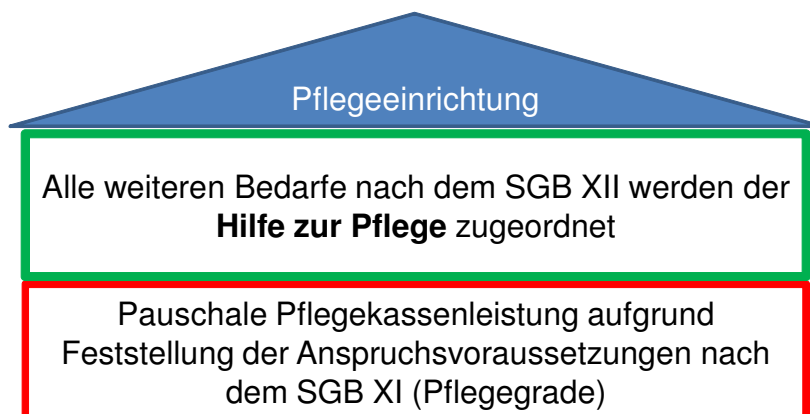 Pflegeeinrichtung
Alle weiteren Bedarfe nach dem SGB XII werden der
Hilfe zur Pflege zugeordnet
Pauschale Pflegekassenleistung aufgrund
Feststellung der Anspruchsvoraussetzungen nach
dem SGB XI (Pflegegrade)